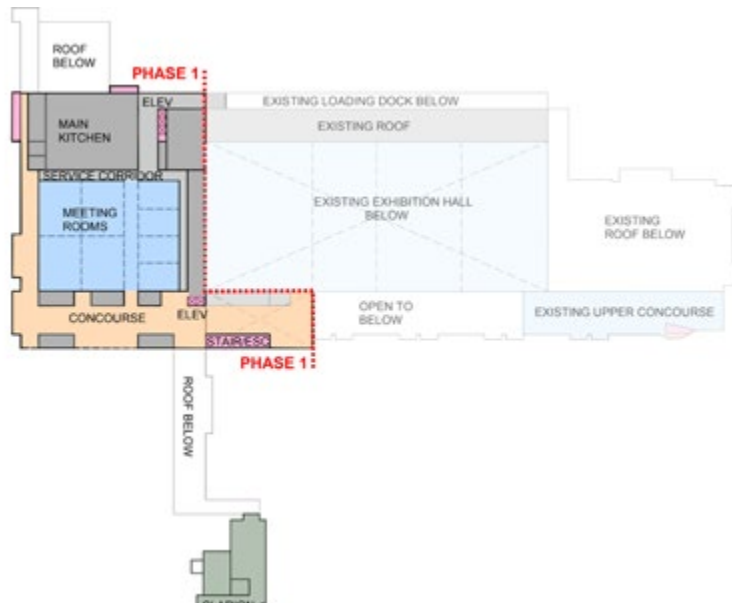 ROOF
BELOW
PHASE 1
ELEV
EXISTING LOADING DOCK BELOW
MAIN
KITCHEN
EXISTING ROOF
SERVICE CORRIDOR
MEETING
ROOMS
EXISTING EXHIBITION HALL
BELOW
EXISTING
ROOF BELOW
CONCOURSE
ELEV
OPEN TO
BELOW
EXISTING UPPER CONCOURSE
STAIR/ESC
PHASE 1
ROOF BELOW